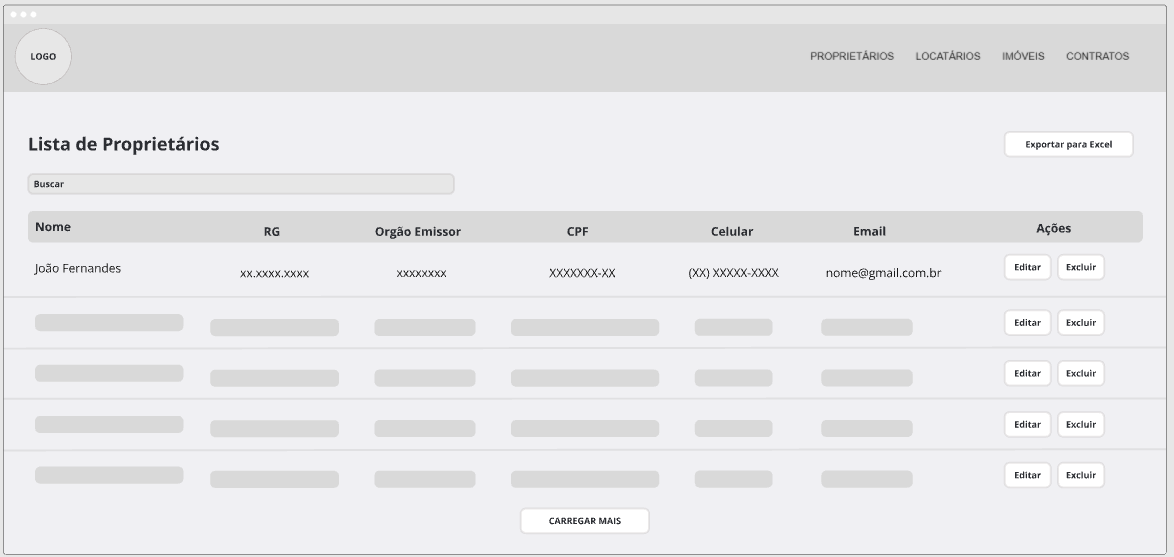 LOGO
PROPRIETÁRIOS LOCATÁRIOS IMÓVEIS CONTRATOS
Lista de Proprietários
Exportar para Excel
Buscar
Nome RG Orgão Emissor CPF Celular Email Ações
João Fernandes xx.xxxx.xxxx xxxxxxxx XXXXXXX-XX (XX) XXXXX-XXXX nome@gmail.com.br Editar Excluir
Editar Excluir
Editar Excluir
Editar Excluir
Editar Excluir
CARREGAR MAIS